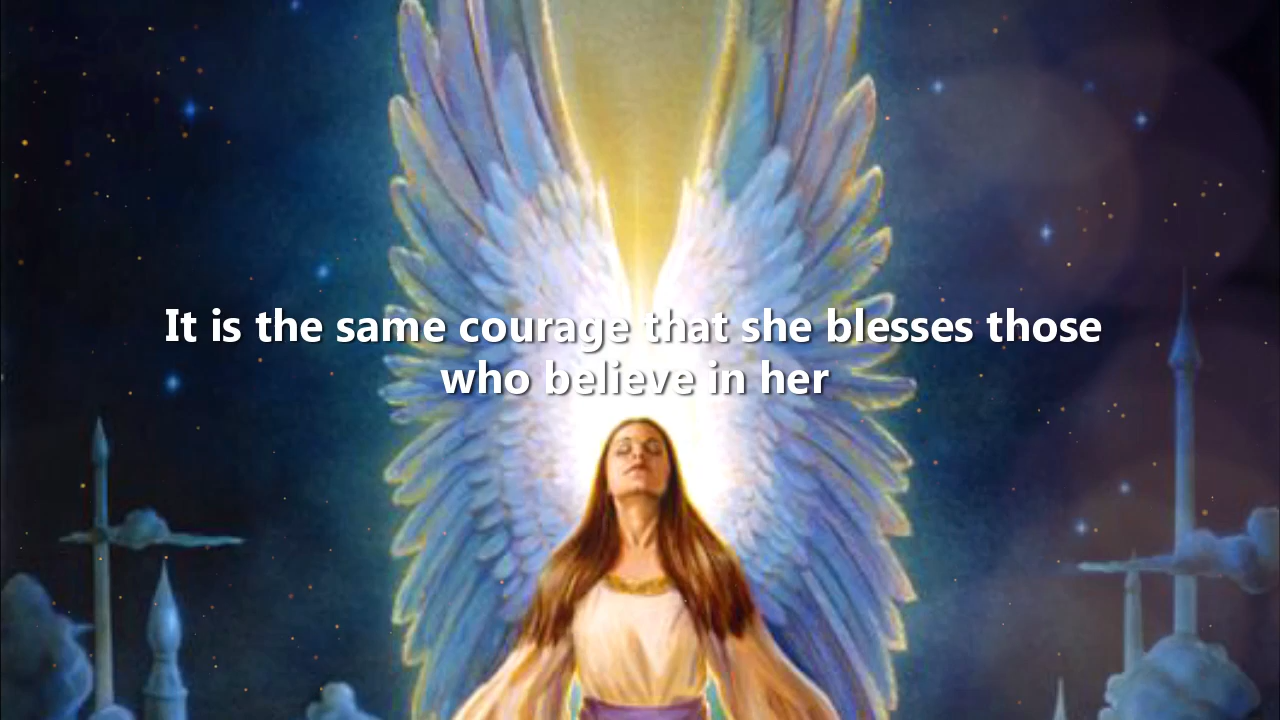 It is the same courage that she blesses those
who believe in her